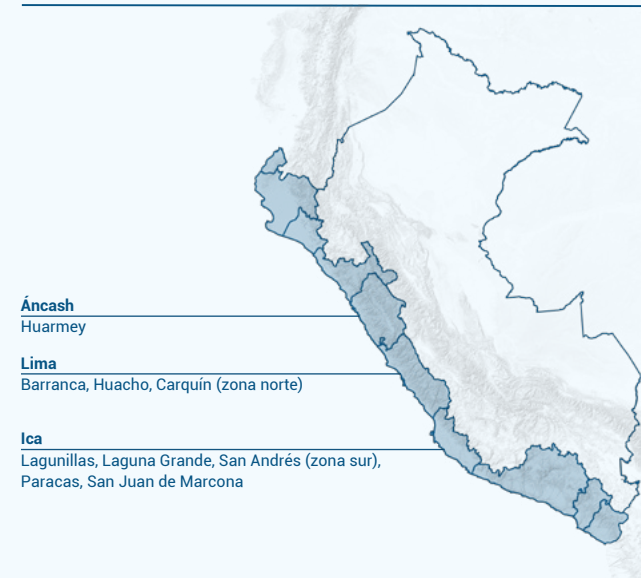 Áncash
Huarmey
Lima
Barranca, Huacho, Carquín (zona norte)
Ica
Lagunillas, Laguna Grande, San Andrés (zona sur),
Paracas, San Juan de Marcona